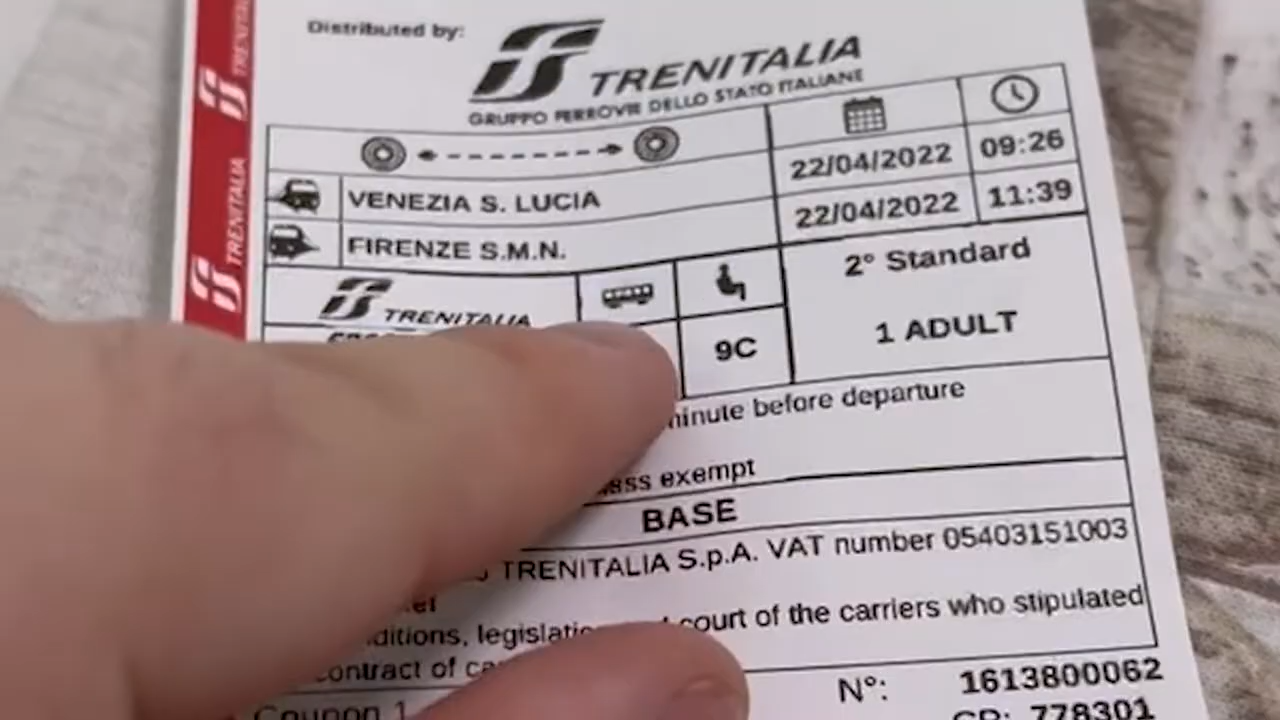 Distributed by:
TRENITALIA
GRUPPO FERROVIE DELLO STATO ITALIANE
VENEZIA S. LUCIA 22/04/2022 09:26
FIRENZE S.M.N. 22/04/2022 11:39
TRENITALIA
2° Standard
9C 1 ADULT
minute before departure
exempt
BASE
TRENITALIA S.p.A. VAT number 05403151003
court of the carriers who stipulated
contract of
N°: 1613800062
Coupon 1
CP: 778301
TRENITALIA
TRENITALIA